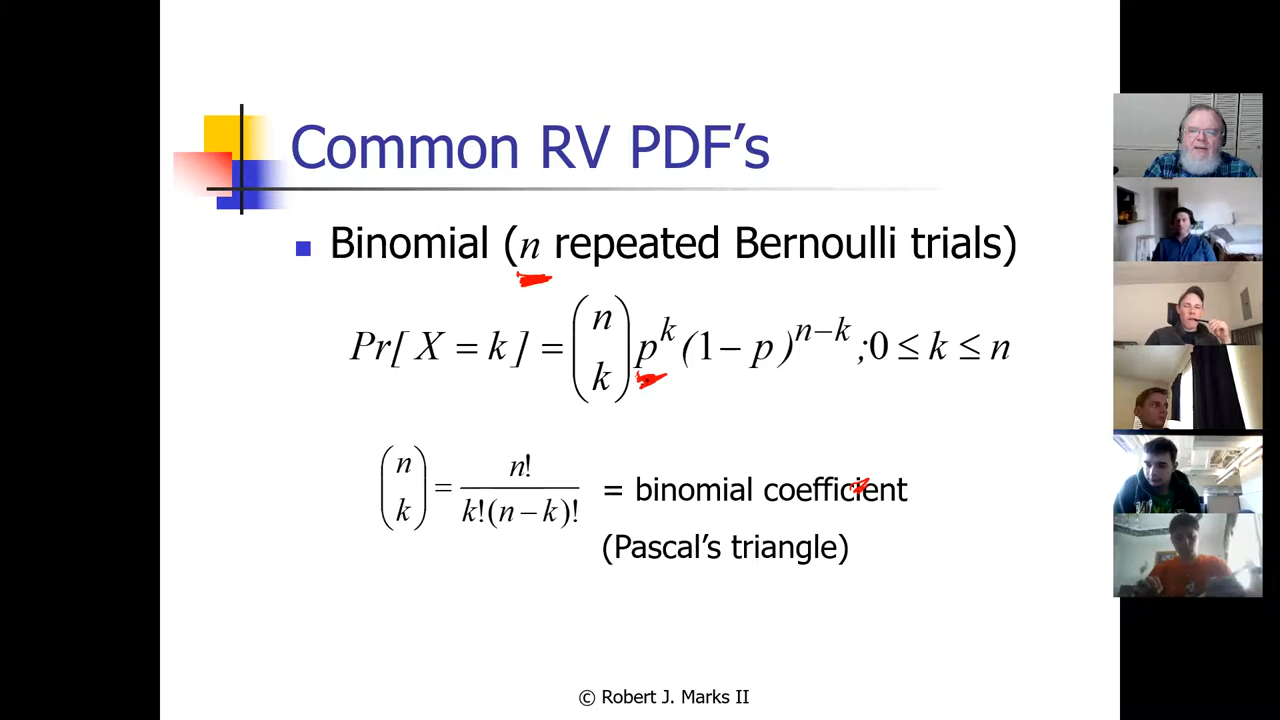 Common RV PDF's
Binomial (n repeated Bernoulli trials)
Pr[ X = k ] = (n k) p^k (1 − p)^{n−k} ;0 ≤ k ≤ n
(n k) = n! / k!(n − k)! = binomial coefficient
(Pascal's triangle)
© Robert J. Marks II